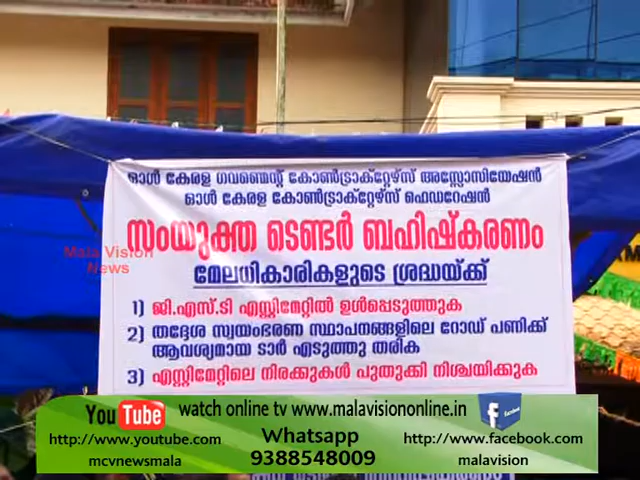 ഓൾ കേരള ഗവണ്മെന്റ് കോൺട്രാക്റ്റേഴ്സ് അസ്സോസിയേഷൻ
ഓൾ കേരള കോൺട്രാക്റ്റേഴ്സ് ഫെഡറേഷൻ
സംയുക്ത ടെണ്ടർ ബഹിഷ്കരണം
മേലധികാരികളുടെ ശ്രദ്ധയ്ക്ക്
1) ജി.എസ്.ടി എസ്റ്റിമേറ്റിൽ ഉൾപ്പെടുത്തുക
2) തദ്ദേശ സ്വയംഭരണ സ്ഥാപനങ്ങളിലെ റോഡ് പണിക്ക്
ആവശ്യമായ ടാർ എടുത്തു തരിക
3) എസ്റ്റിമേറ്റിലെ നിരക്കുകൾ പുതുക്കി നിശ്ചയിക്കുക
Mala Vision
News
YouTube watch online tv www.malavisiononline.in facebook
http://www.youtube.com Whatsapp http://www.facebook.com
mcvnewsmala 9388548009 malavision